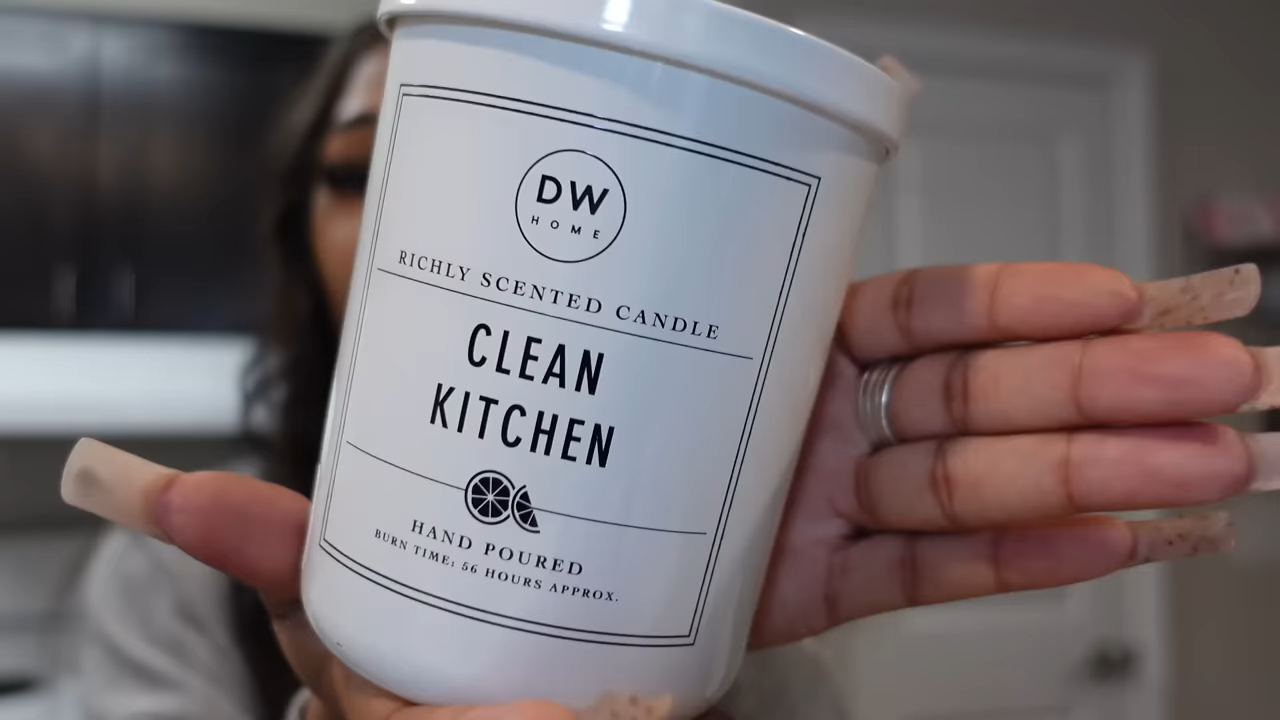 DW
HOME
RICHLY SCENTED CANDLE
CLEAN
KITCHEN
HAND POURED
BURN TIME: 56 HOURS APPROX.